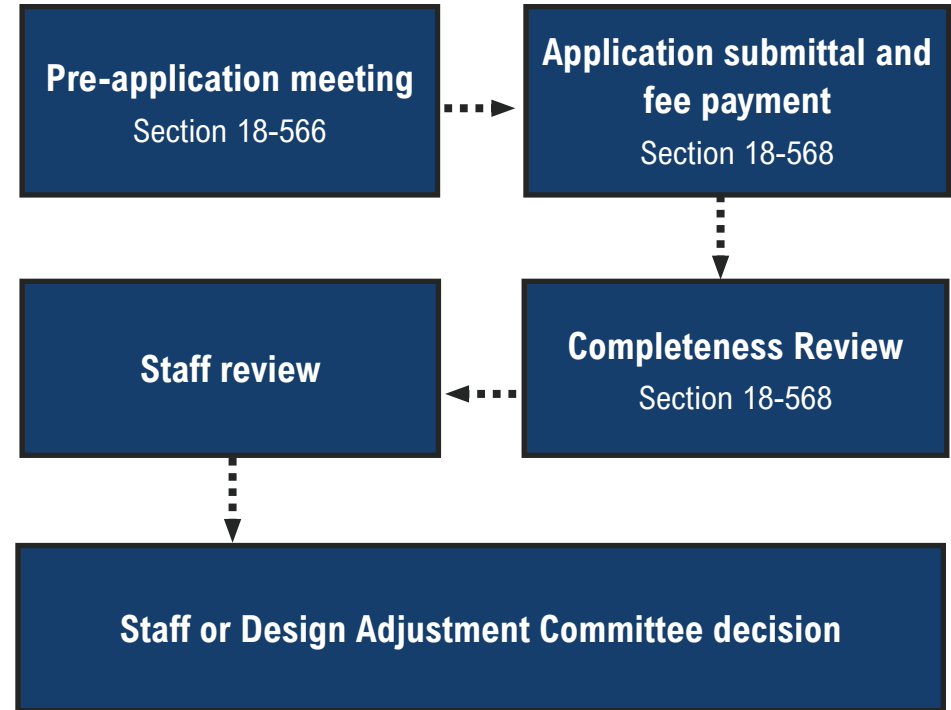 Pre-application meeting
Section 18-566
Application submittal and
fee payment
Section 18-568
Completeness Review
Section 18-568
Staff review
Staff or Design Adjustment Committee decision